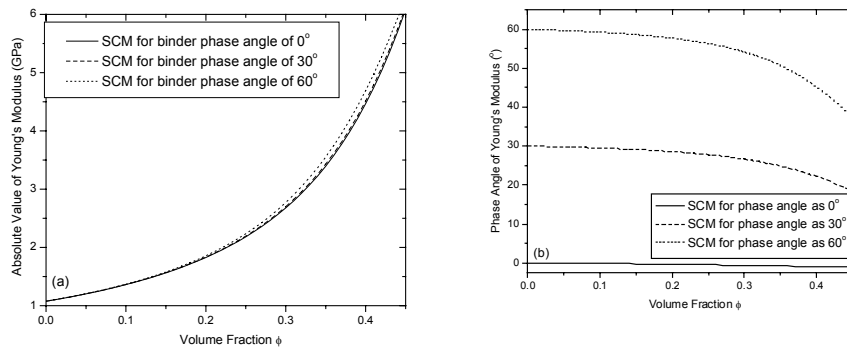 Absolute Value of Young's Modulus (GPa)
6
5
4
3
2
1
SCM for binder phase angle of 0°
SCM for binder phase angle of 30°
SCM for binder phase angle of 60°
(a)
0.0 0.1 0.2 0.3 0.4
Volume Fraction ϕ
Phase Angle of Young's Modulus (°)
60
50
40
30
20
10
0
SCM for phase angle as 0°
SCM for phase angle as 30°
SCM for phase angle as 60°
(b)
0.0 0.1 0.2 0.3 0.4
Volume Fraction ϕ